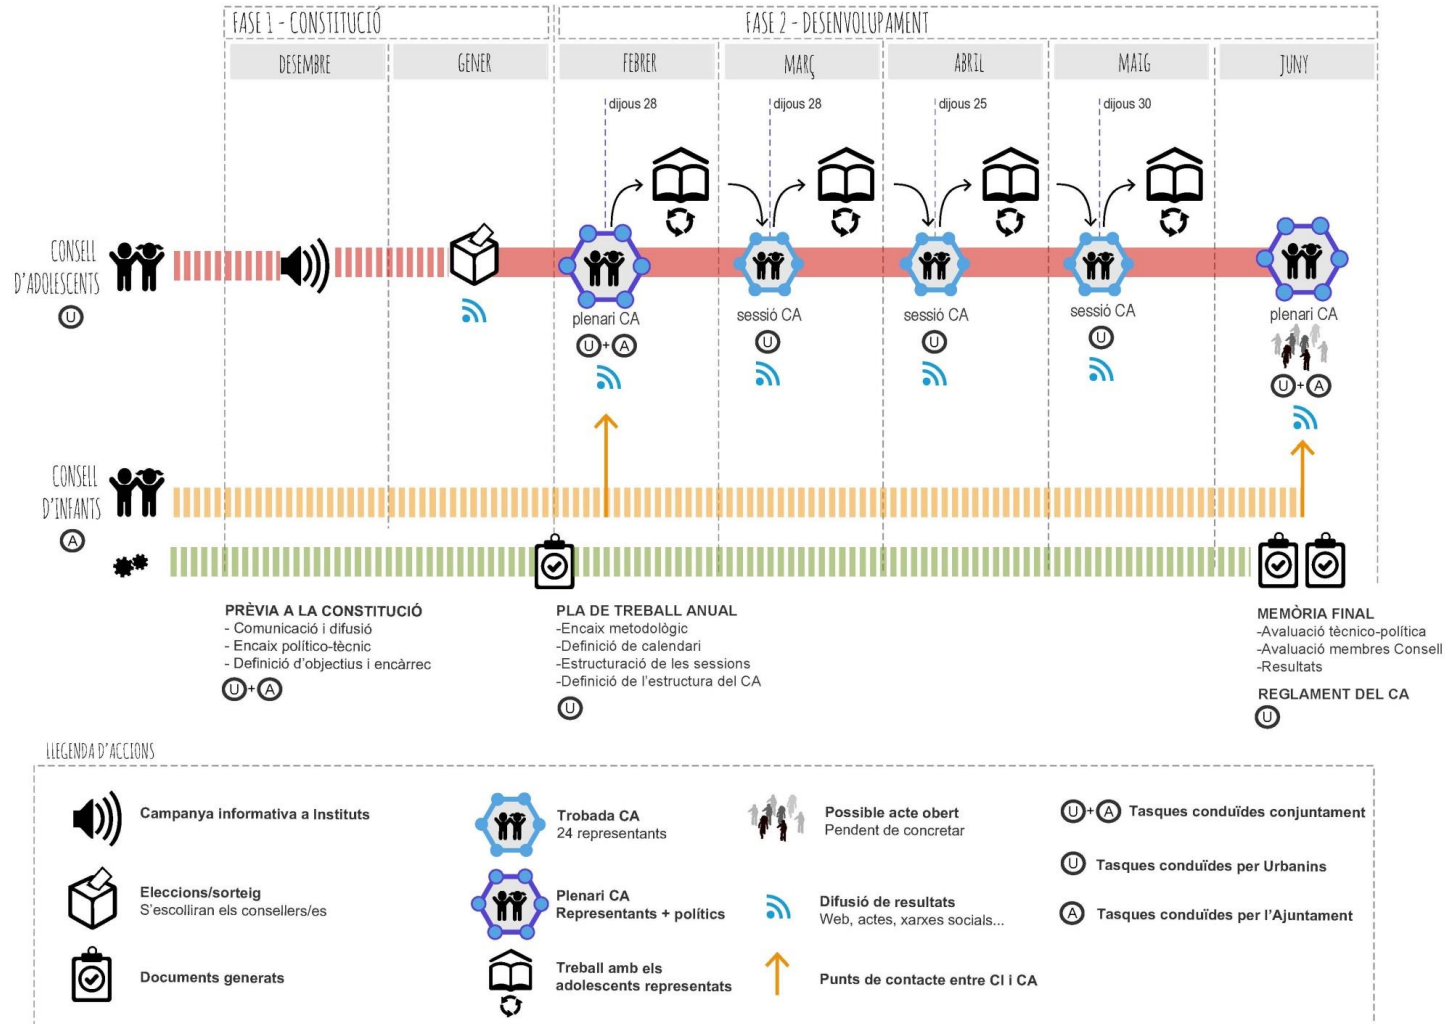 FASE 1 - CONSTITUCIÓ
FASE 2 - DESENVOLUPAMENT
DESEMBRE
GENER
FEBRER
MARÇ
ABRIL
MAIG
JUNY
dijous 28
dijous 28
dijous 25
dijous 30
CONSELL
D'ADOLESCENTS
U
plenari CA
U+A
sessió CA
U
sessió CA
U
sessió CA
U
plenari CA
U+A
CONSELL
D'INFANTS
A
PRÈVIA A LA CONSTITUCIÓ
- Comunicació i difusió
- Encaix político-tècnic
- Definició d'objectius i encàrrec
U+A
PLA DE TREBALL ANUAL
-Encaix metodològic
-Definició de calendari
-Estructuració de les sessions
-Definició de l'estructura del CA
U
MEMÒRIA FINAL
-Avaluació tècnico-política
-Avaluació membres Consell
-Resultats
REGLAMENT DEL CA
U
LLEGENDA D'ACCIONS
Campanya informativa a Instituts
Eleccions/sorteig
S'escolliran els consellers/es
Documents generats
Trobada CA
24 representants
Plenari CA
Representants + polítics
Treball amb els
adolescents representats
Possible acte obert
Pendent de concretar
Difusió de resultats
Web, actes, xarxes socials...
Punts de contacte entre CI i CA
U+A Tasques conduïdes conjuntament
U Tasques conduïdes per Urbanins
A Tasques conduïdes per l'Ajuntament